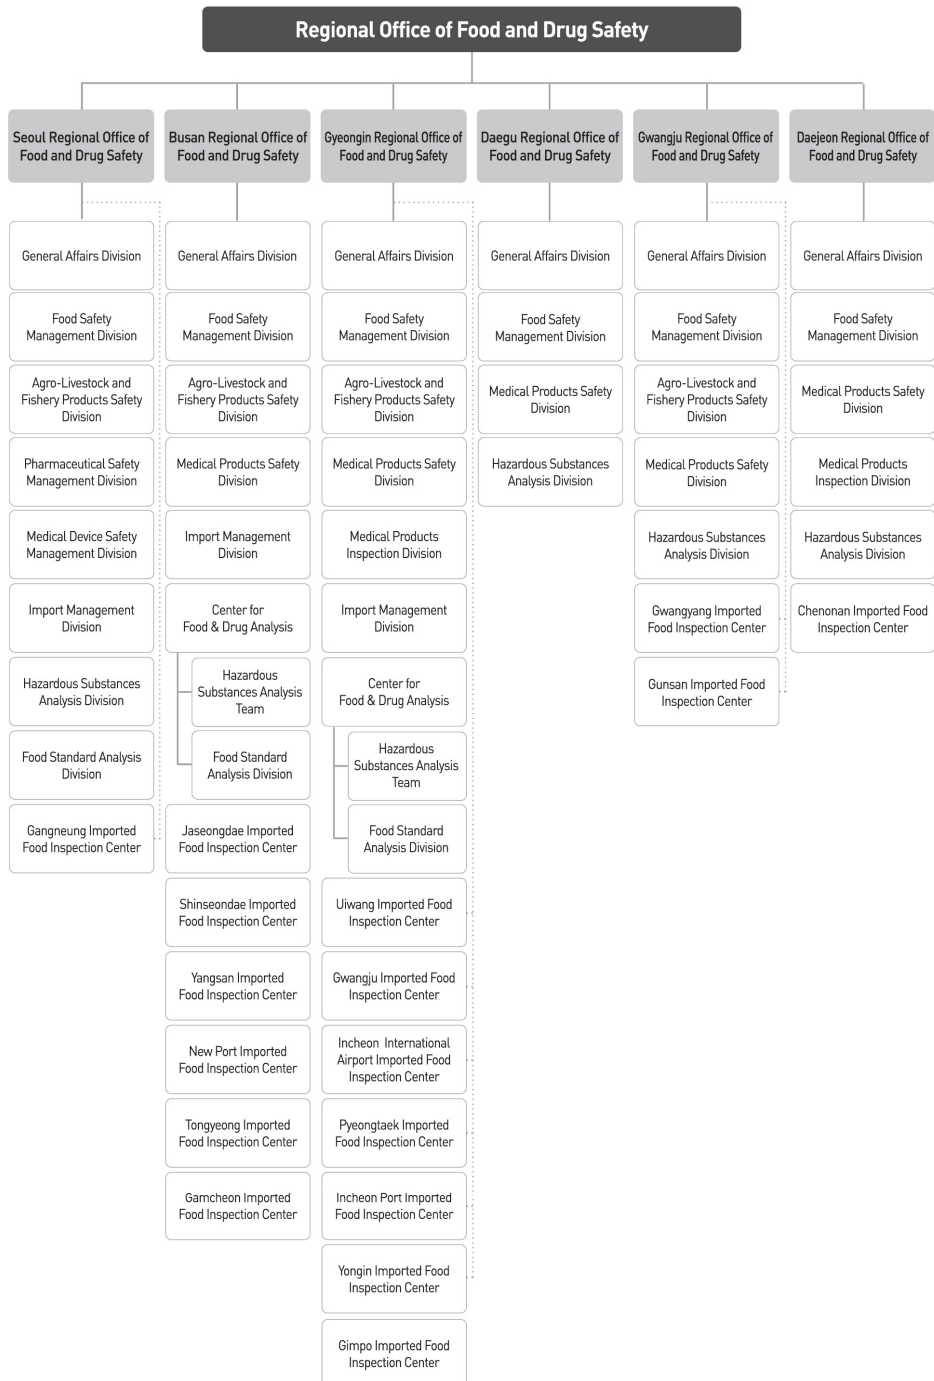 Regional Office of Food and Drug Safety
Seoul Regional Office of
Food and Drug Safety
General Affairs Division
Food Safety
Management Division
Agro-Livestock and
Fishery Products Safety
Division
Pharmaceutical Safety
Management Division
Medical Device Safety
Management Division
Import Management
Division
Hazardous Substances
Analysis Division
Food Standard Analysis
Division
Gangneung Imported
Food Inspection Center
Busan Regional Office of
Food and Drug Safety
General Affairs Division
Food Safety
Management Division
Agro-Livestock and
Fishery Products Safety
Division
Medical Products Safety
Division
Import Management
Division
Center for
Food & Drug Analysis
Hazardous
Substances Analysis
Team
Food Standard
Analysis Division
Jaseongdae Imported
Food Inspection Center
Shinseondae Imported
Food Inspection Center
Yangsan Imported
Food Inspection Center
New Port Imported
Food Inspection Center
Tongyeong Imported
Food Inspection Center
Gamcheon Imported
Food Inspection Center
Gyeongin Regional Office of
Food and Drug Safety
General Affairs Division
Food Safety
Management Division
Agro-Livestock and
Fishery Products Safety
Division
Medical Products Safety
Division
Medical Products
Inspection Division
Import Management
Division
Center for
Food & Drug Analysis
Hazardous
Substances Analysis
Team
Food Standard
Analysis Division
Uiwang Imported Food
Inspection Center
Gwangju Imported Food
Inspection Center
Incheon International
Airport Imported Food
Inspection Center
Pyeongtaek Imported
Food Inspection Center
Incheon Port Imported
Food Inspection Center
Yongin Imported Food
Inspection Center
Gimpo Imported Food
Inspection Center
Daegu Regional Office of
Food and Drug Safety
General Affairs Division
Food Safety
Management Division
Medical Products Safety
Division
Hazardous Substances
Analysis Division
Gwangju Regional Office of
Food and Drug Safety
General Affairs Division
Food Safety
Management Division
Agro-Livestock and
Fishery Products Safety
Division
Medical Products Safety
Division
Hazardous Substances
Analysis Division
Gwangyang Imported
Food Inspection Center
Gunsan Imported Food
Inspection Center
Daejeon Regional Office of
Food and Drug Safety
General Affairs Division
Food Safety
Management Division
Medical Products Safety
Division
Medical Products
Inspection Division
Hazardous Substances
Analysis Division
Chenonan Imported Food
Inspection Center